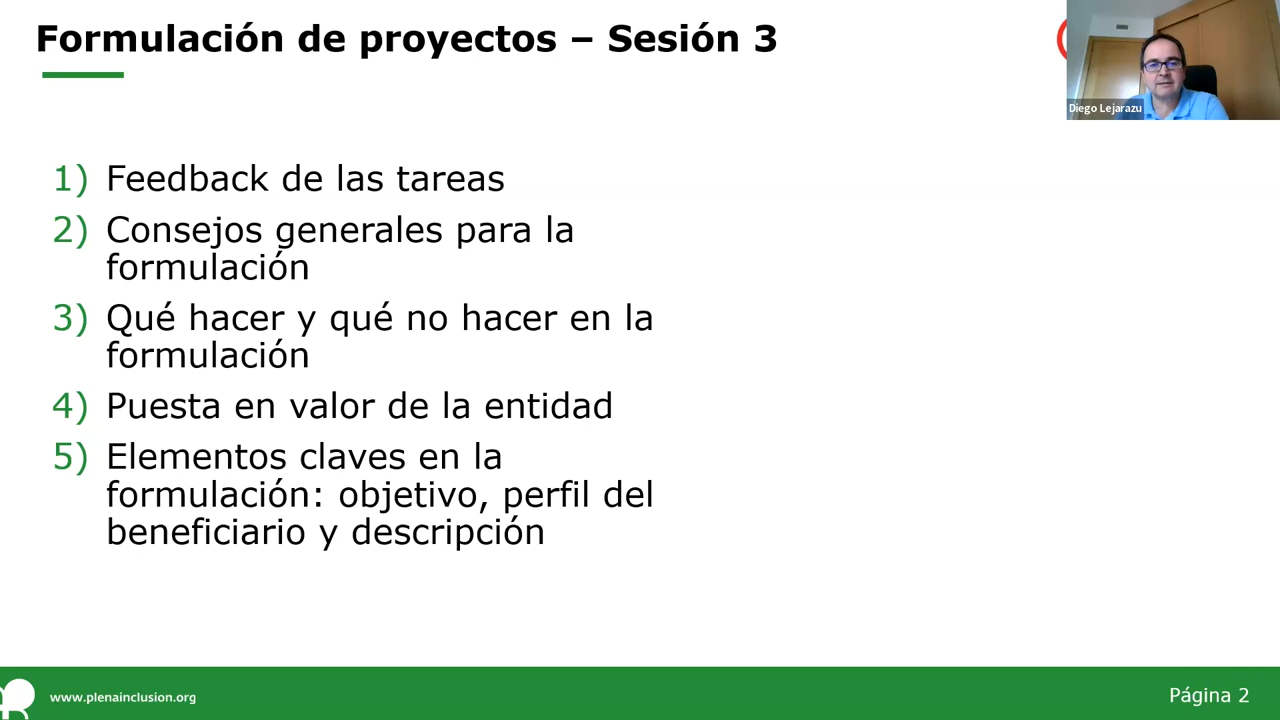 Formulación de proyectos – Sesión 3
Diego Lejarazu
1) Feedback de las tareas
2) Consejos generales para la
formulación
3) Qué hacer y qué no hacer en la
formulación
4) Puesta en valor de la entidad
5) Elementos claves en la
formulación: objetivo, perfil del
beneficiario y descripción
www.plenainclusion.org
Página 2